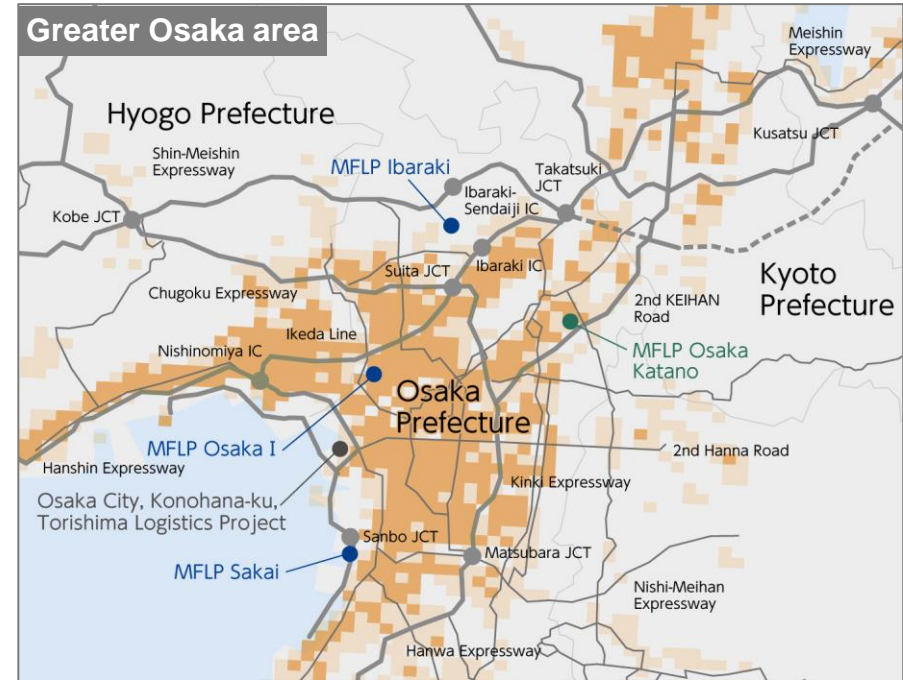 Greater Osaka area
Meishin
Expressway
Hyogo Prefecture
Kusatsu JCT
Shin-Meishin
Expressway
MFLP Ibaraki
Takatsuki
JCT
Ibaraki-
Sendaiji IC
Kobe JCT
Ibaraki IC
Suita JCT
Kyoto
Prefecture
Chugoku Expressway
2nd KEIHAN
Road
Ikeda Line
Nishinomiya IC
MFLP Osaka
Katano
Osaka
Prefecture
MFLP Osaka I
2nd Hanna Road
Hanshin Expressway
Kinki Expressway
Osaka City, Konohana-ku,
Torishima Logistics Project
Sanbo JCT
Matsubara JCT
MFLP Sakai
Nishi-Meihan
Expressway
Hanwa Expressway